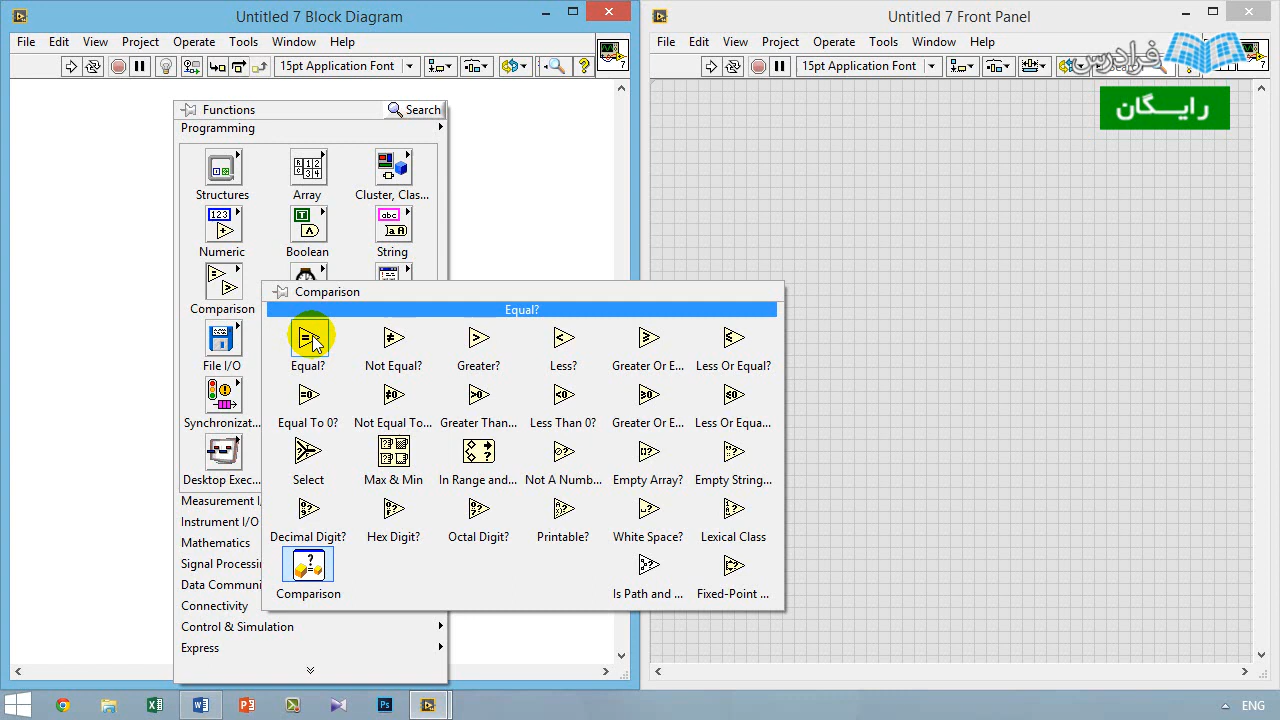 Untitled 7 Block Diagram
File Edit View Project Operate Tools Window Help
15pt Application Font
7
Functions
Search
Programming
Structures
Array
Cluster, Clas...
Numeric
Boolean
String
Comparison
File I/O
Synchronizat...
Desktop Exec...
Measurement I
Instrument I/O
Mathematics
Signal Processi
Data Communi
Connectivity
Control & Simulation
Express
Comparison
Equal?
Equal?
Not Equal?
Greater?
Less?
Greater Or E...
Less Or Equal?
Equal To 0?
Not Equal To...
Greater Than...
Less Than 0?
Greater Or E...
Less Or Equa...
Select
Max & Min
In Range and...
Not A Numb...
Empty Array?
Empty String...
Decimal Digit?
Hex Digit?
Octal Digit?
Printable?
White Space?
Lexical Class
Comparison
Is Path and ...
Fixed-Point ...
Untitled 7 Front Panel
File Edit View Project Operate Tools Window Help
15pt Application Font
7
فرادرس
رایگان
ENG